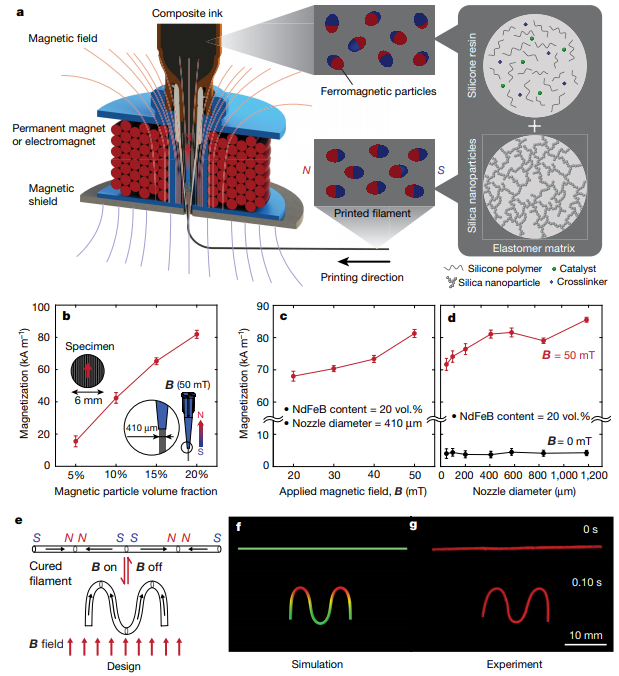 a
Composite ink
Magnetic field
Ferromagnetic particles
Permanent magnet
or electromagnet
Magnetic
shield
N
S
Printed filament
Printing direction
Silicone resin
+
Silica nanoparticles
Elastomer matrix
Silicone polymer
Catalyst
Silica nanoparticle
Crosslinker
b
Magnetization (kA m⁻¹)
100
80
60
40
20
0
Specimen
6 mm
B (50 mT)
410 μm
N
S
5%
10%
15%
20%
Magnetic particle volume fraction
c
Magnetization (kA m⁻¹)
90
80
70
60
10
0
• NdFeB content = 20 vol.%
• Nozzle diameter = 410 μm
20
30
40
50
Applied magnetic field, B (mT)
d
B = 50 mT
• NdFeB content = 20 vol.%
B = 0 mT
0
200
400
600
800
1,000
1,200
Nozzle diameter (μm)
e
S N N S S N N S
Cured
filament
B on
B off
B field
Design
f
Simulation
g
0 s
0.10 s
10 mm
Experiment